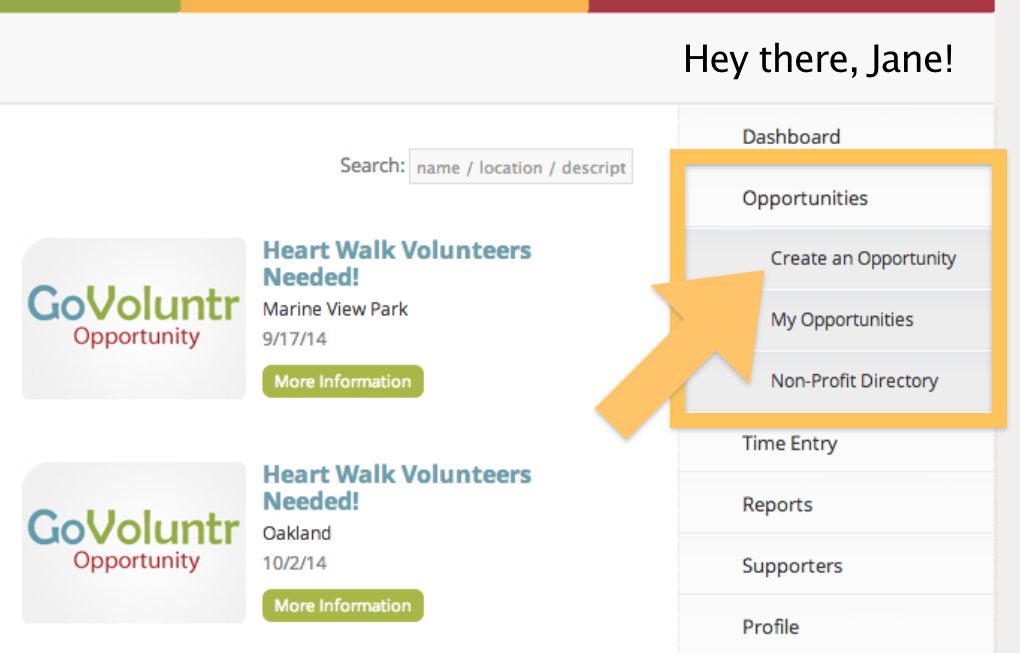 Hey there, Jane!
Search: name / location / descript
GoVoluntr
Opportunity
Heart Walk Volunteers
Needed!
Marine View Park
9/17/14
More Information
GoVoluntr
Opportunity
Heart Walk Volunteers
Needed!
Oakland
10/2/14
More Information
Dashboard
Opportunities
Create an Opportunity
My Opportunities
Non-Profit Directory
Time Entry
Reports
Supporters
Profile